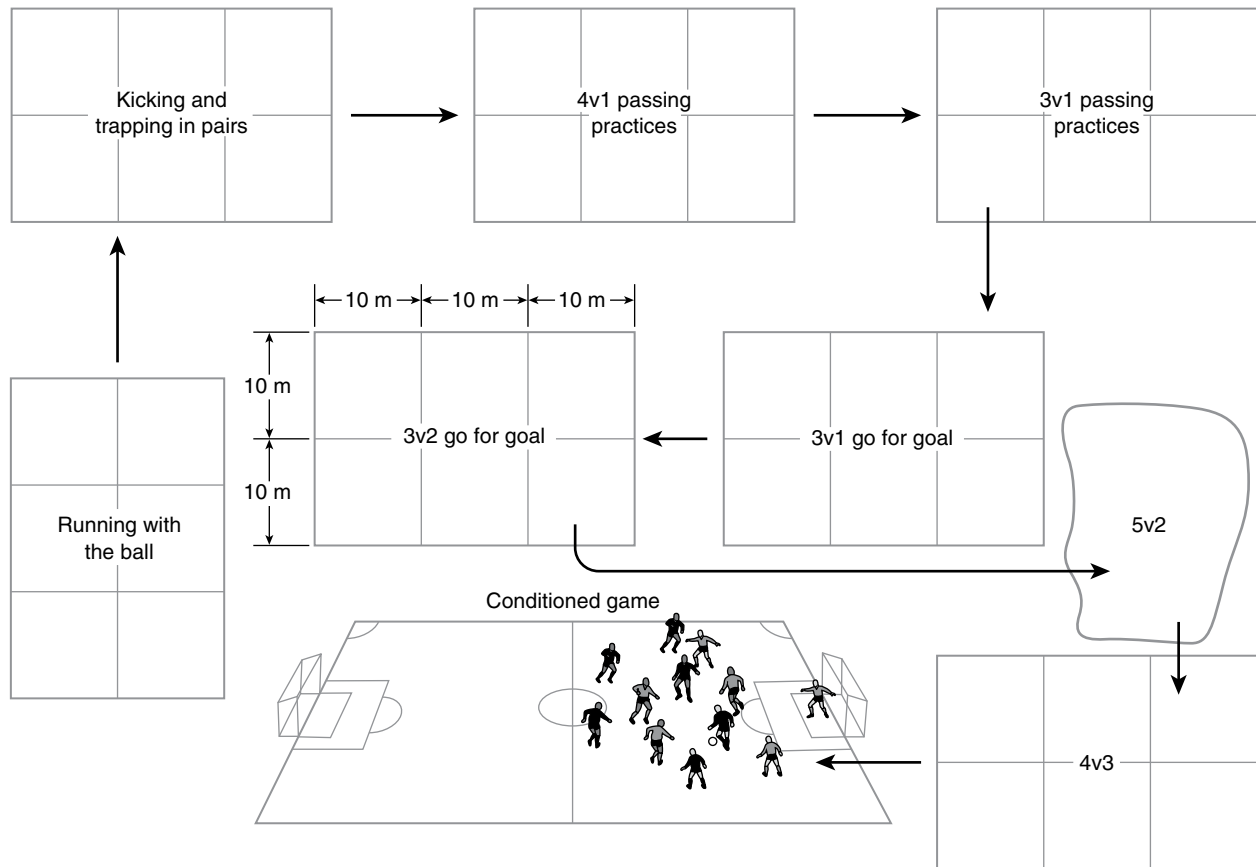 Kicking and
trapping in pairs
4v1 passing
practices
3v1 passing
practices
10 m
10 m
10 m
10 m
10 m
3v2 go for goal
3v1 go for goal
5v2
Running with
the ball
Conditioned game
4v3